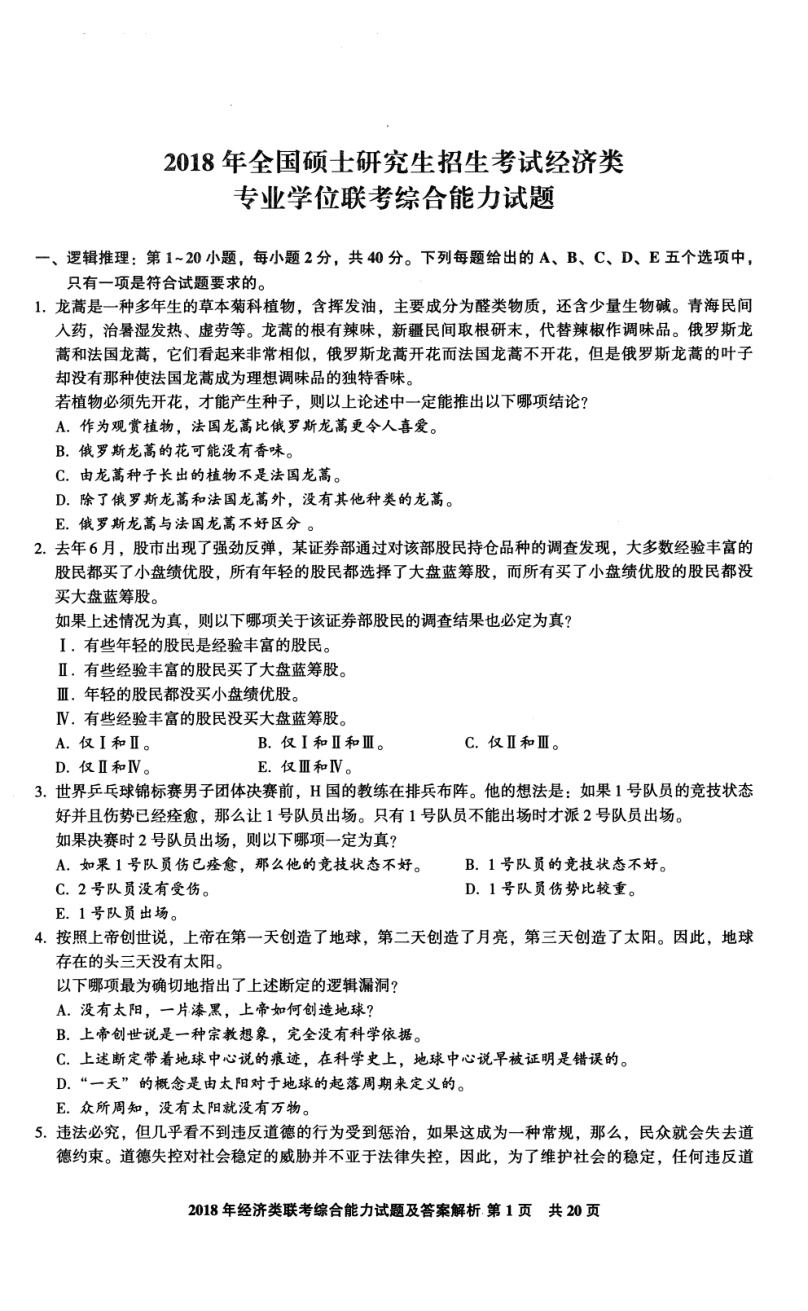 2018 年全国硕士研究生招生考试经济类
专业学位联考综合能力试题
一、逻辑推理：第 1~20 小题，每小题 2 分，共 40 分。下列每题给出的 A、B、C、D、E 五个选项中，
只有一项是符合试题要求的。
1. 龙蒿是一种多年生的草本菊科植物，含挥发油，主要成分为醛类物质，还含少量生物碱。青海民间
入药，治暑湿发热、虚劳等。龙蒿的根有辣味，新疆民间取根研末，代替辣椒作调味品。俄罗斯龙
蒿和法国龙蒿，它们看起来非常相似，俄罗斯龙蒿开花而法国龙蒿不开花，但是俄罗斯龙蒿的叶子
却没有那种使法国龙蒿成为理想调味品的独特香味。
若植物必须先开花，才能产生种子，则以上论述中一定能推出以下哪项结论？
A. 作为观赏植物，法国龙蒿比俄罗斯龙蒿更令人喜爱。
B. 俄罗斯龙蒿的花可能没有香味。
C. 由龙蒿种子长出的植物不是法国龙蒿。
D. 除了俄罗斯龙蒿和法国龙蒿外，没有其他种类的龙蒿。
E. 俄罗斯龙蒿与法国龙蒿不好区分 。
2. 去年 6 月，股市出现了强劲反弹，某证券部通过对该部股民持仓品种的调查发现，大多数经验丰富的
股民都买了小盘绩优股，所有年轻的股民都选择了大盘蓝筹股，而所有买了小盘绩优股的股民都没
买大盘蓝筹股。
如果上述情况为真，则以下哪项关于该证券部股民的调查结果也必定为真？
Ⅰ. 有些年轻的股民是经验丰富的股民。
Ⅱ. 有些经验丰富的股民买了大盘蓝筹股。
Ⅲ. 年轻的股民都没买小盘绩优股。
Ⅳ. 有些经验丰富的股民没买大盘蓝筹股。
A. 仅Ⅰ和Ⅱ。 B. 仅Ⅰ和Ⅱ和Ⅲ。 C. 仅Ⅱ和Ⅲ。
D. 仅Ⅱ和Ⅳ。 E. 仅Ⅲ和Ⅳ。
3. 世界乒乓球锦标赛男子团体决赛前，H 国的教练在排兵布阵。他的想法是：如果 1 号队员的竞技状态
好并且伤势已经痊愈，那么让 1 号队员出场。只有 1 号队员不能出场时才派 2 号队员出场。
如果决赛时 2 号队员出场，则以下哪项一定为真？
A. 如果 1 号队员伤已痊愈，那么他的竞技状态不好。 B. 1 号队员的竞技状态不好。
C. 2 号队员没有受伤。 D. 1 号队员伤势比较重。
E. 1 号队员出场。
4. 按照上帝创世说，上帝在第一天创造了地球，第二天创造了月亮，第三天创造了太阳。因此，地球
存在的头三天没有太阳。
以下哪项最为确切地指出了上述断定的逻辑漏洞？
A. 没有太阳，一片漆黑，上帝如何创造地球？
B. 上帝创世说是一种宗教想象，完全没有科学依据。
C. 上述断定带着地球中心说的痕迹，在科学史上，地球中心说早被证明是错误的。
D. “一天”的概念是由太阳对于地球的起落周期来定义的。
E. 众所周知，没有太阳就没有万物。
5. 违法必究，但几乎看不到违反道德的行为受到惩治，如果这成为一种常规，那么，民众就会失去道
德约束。道德失控对社会稳定的威胁并不亚于法律失控，因此，为了维护社会的稳定，任何违反道
2018 年经济类联考综合能力试题及答案解析 第 1 页 共 20 页